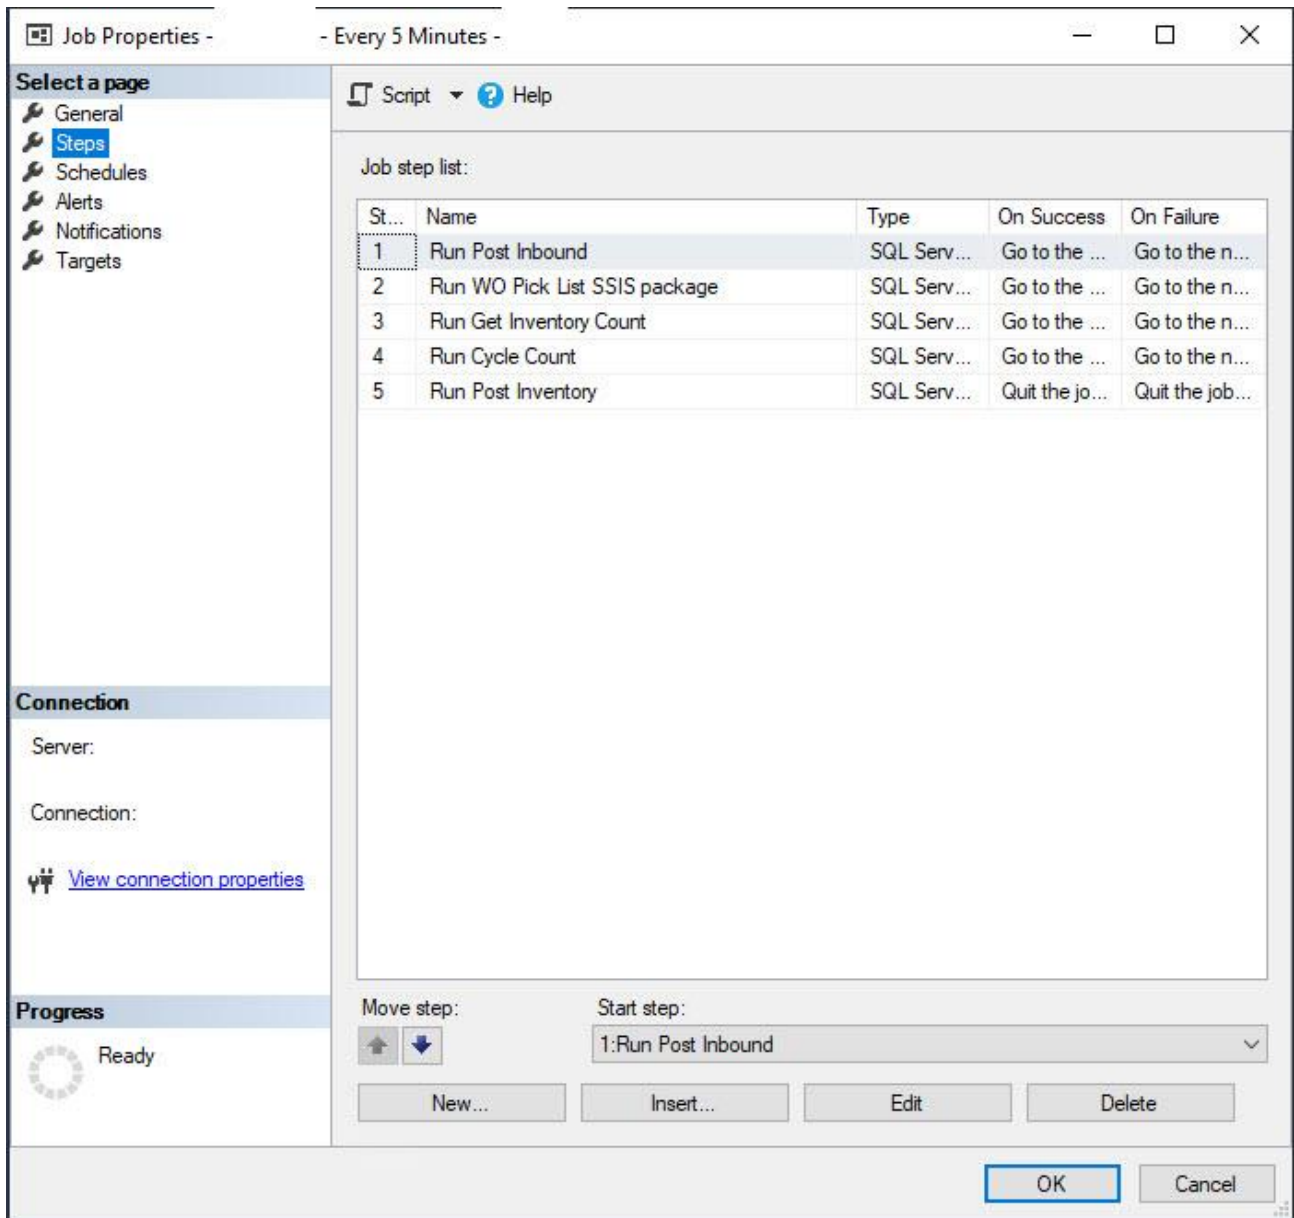 Job Properties - - Every 5 Minutes -
Select a page
General
Steps
Schedules
Alerts
Notifications
Targets
Script Help
Job step list:
St... Name Type On Success On Failure
1 Run Post Inbound SQL Serv... Go to the ... Go to the n...
2 Run WO Pick List SSIS package SQL Serv... Go to the ... Go to the n...
3 Run Get Inventory Count SQL Serv... Go to the ... Go to the n...
4 Run Cycle Count SQL Serv... Go to the ... Go to the n...
5 Run Post Inventory SQL Serv... Quit the jo... Quit the job...
Connection
Server:
Connection:
View connection properties
Progress
Ready
Move step: Start step:
1:Run Post Inbound
New... Insert... Edit Delete
OK Cancel